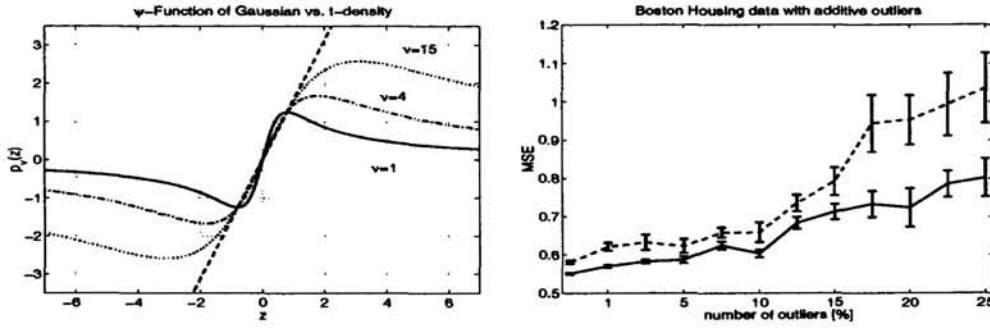 ψ-Function of Gaussian vs. t-density
3
2
1
0
-1
-2
-3
p_ν(z)
ν=15
ν=4
ν=1
-6 -4 -2 0 2 4 6
z
Boston Housing data with additive outliers
1.2
1.1
1
0.9
0.8
0.7
0.6
0.5
MSE
1 5 10 15 20 25
number of outliers [%]